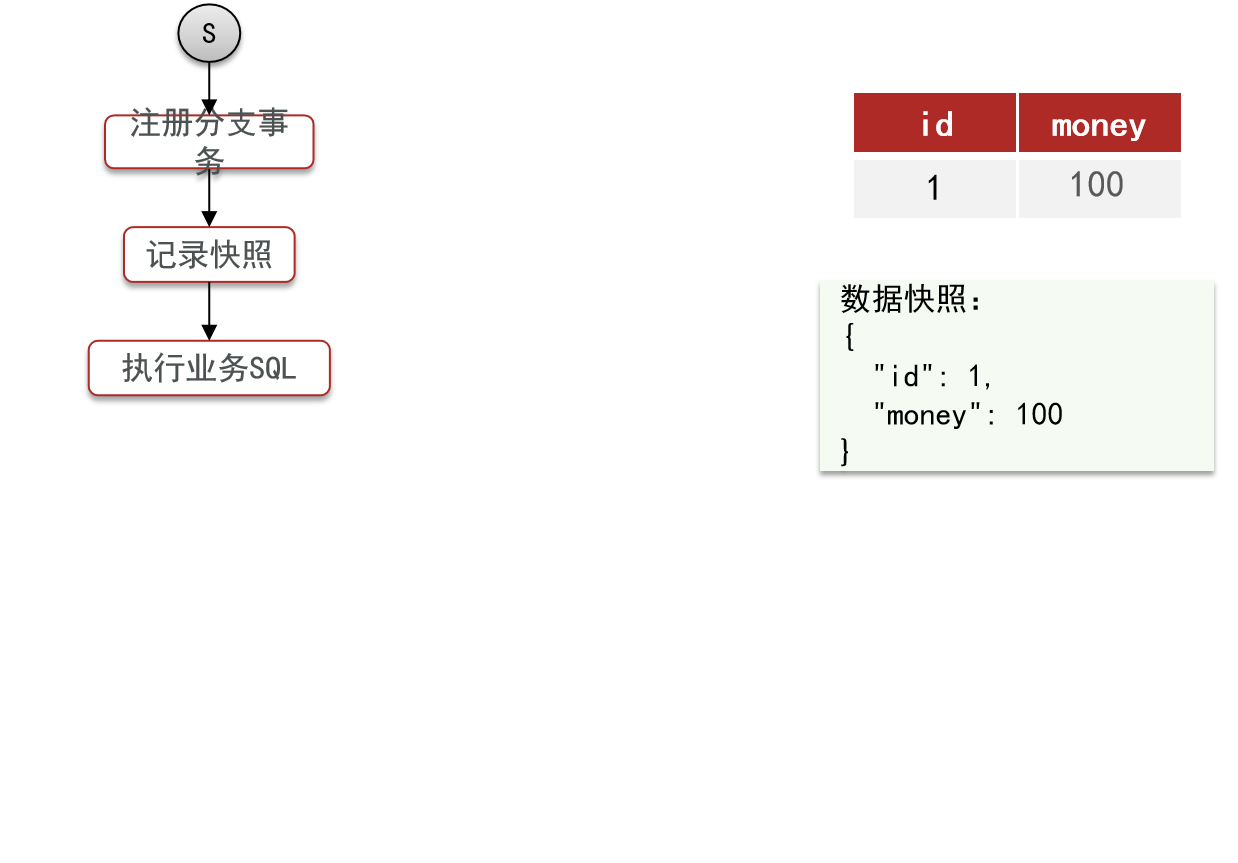 S
注册分支事
务
记录快照
执行业务SQL
id money
1 100
数据快照：
{
"id": 1,
"money": 100
}